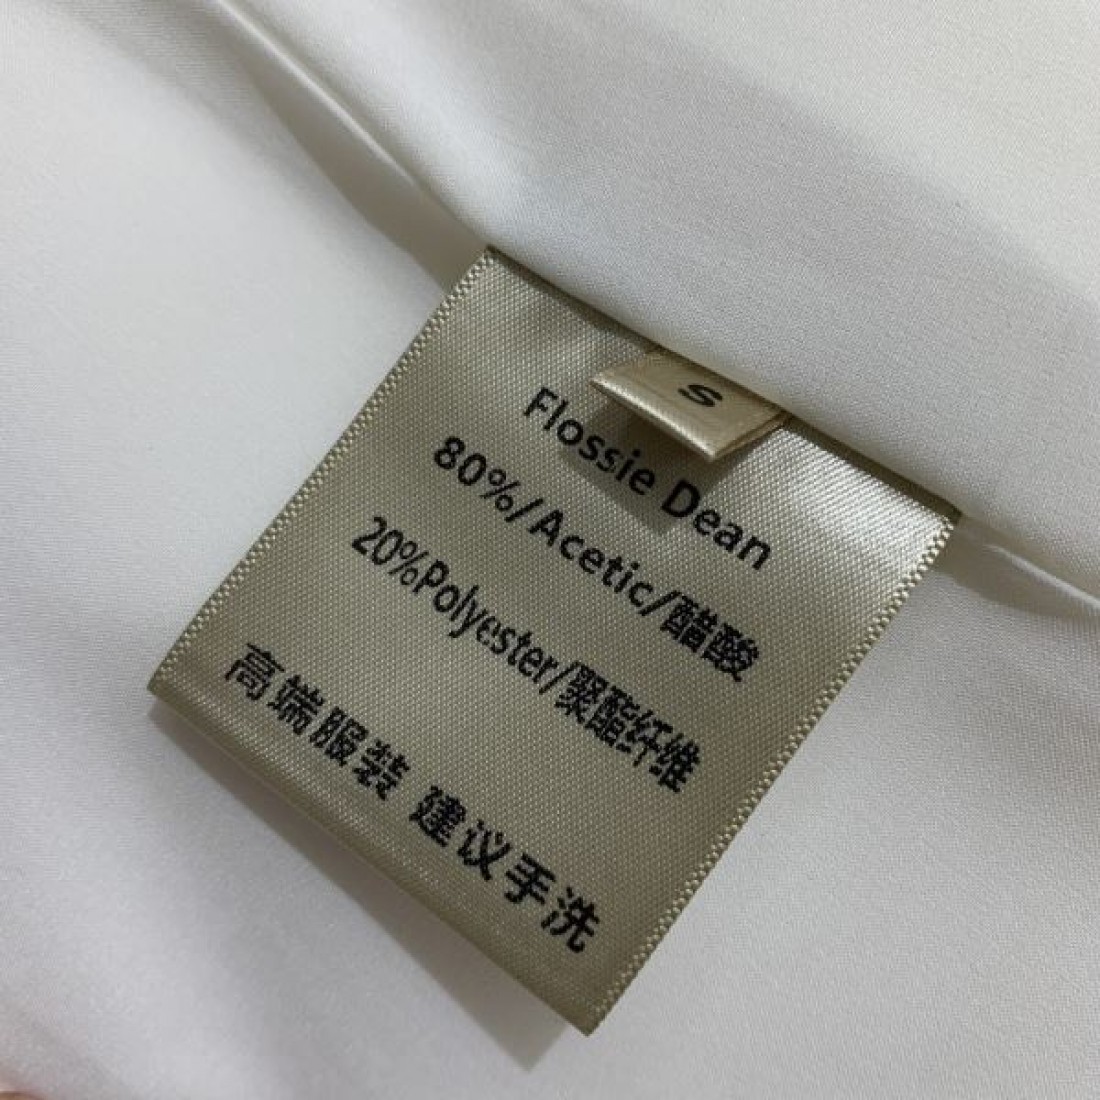 S
Flossie Dean
80%/Acetic/醋酸
20%Polyester/聚酯纤维
高端服装 建议手洗